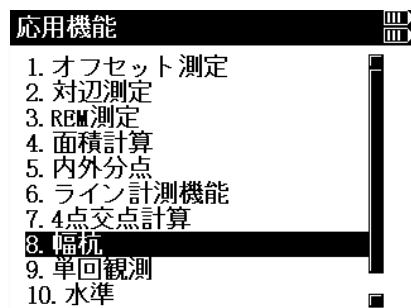 応用機能
1. オフセット測定
2. 対辺測定
3. REM測定
4. 面積計算
5. 内外分点
6. ライン計測機能
7. 4点交点計算
8. 幅杭
9. 単回観測
10. 水準